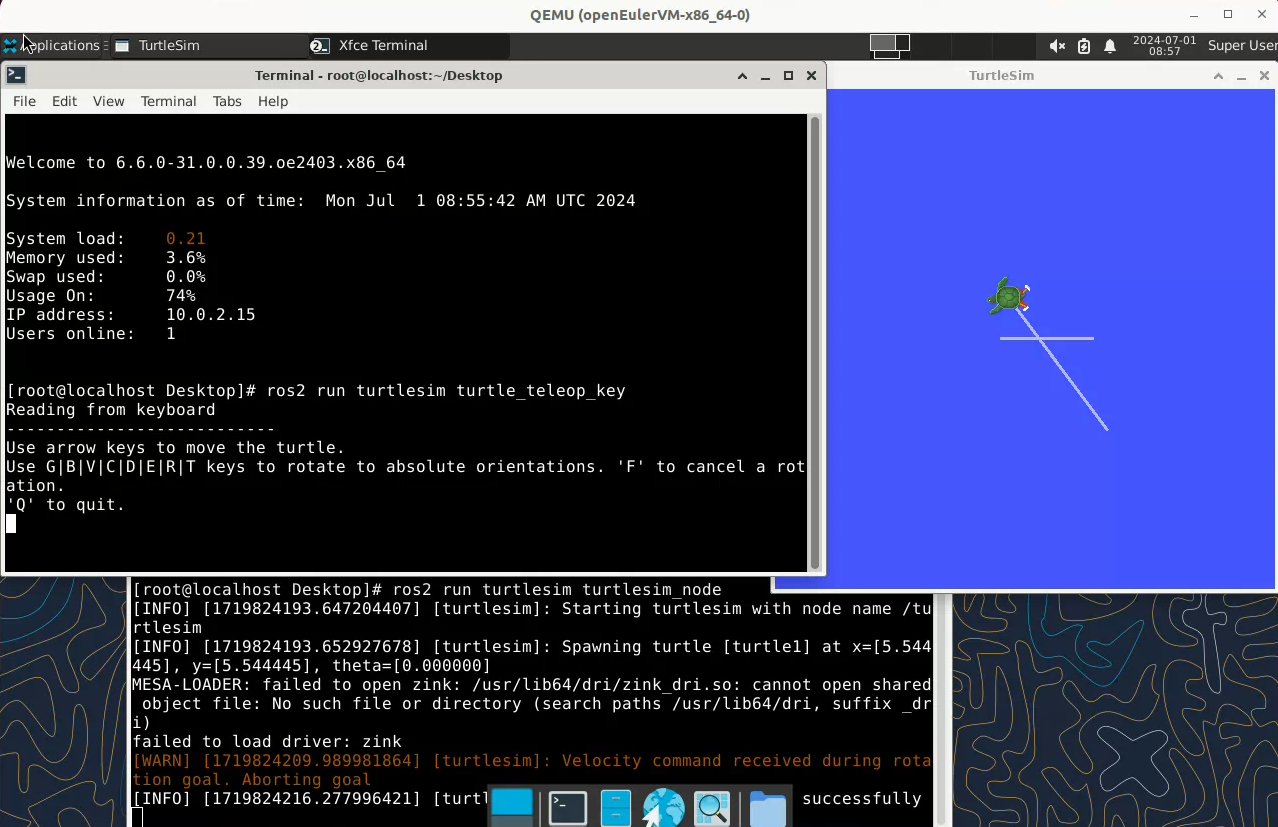 QEMU (openEulerVM-x86_64-0)
Applications
TurtleSim
Xfce Terminal
2024-07-01
08:57
Super User
Terminal - root@localhost:~/Desktop
TurtleSim
File Edit View Terminal Tabs Help
Welcome to 6.6.0-31.0.0.39.oe2403.x86_64
System information as of time:  Mon Jul  1 08:55:42 AM UTC 2024
System load:    0.21
Memory used:    3.6%
Swap used:      0.0%
Usage On:       74%
IP address:     10.0.2.15
Users online:   1
[root@localhost Desktop]# ros2 run turtlesim turtle_teleop_key
Reading from keyboard
---------------------------
Use arrow keys to move the turtle.
Use G|B|V|C|D|E|R|T keys to rotate to absolute orientations. 'F' to cancel a rot
ation.
'Q' to quit.
[root@localhost Desktop]# ros2 run turtlesim turtlesim_node
[INFO] [1719824193.647204407] [turtlesim]: Starting turtlesim with node name /tu
rtlesim
[INFO] [1719824193.652927678] [turtlesim]: Spawning turtle [turtle1] at x=[5.544
445], y=[5.544445], theta=[0.000000]
MESA-LOADER: failed to open zink: /usr/lib64/dri/zink_dri.so: cannot open shared
 object file: No such file or directory (search paths /usr/lib64/dri, suffix _dr
i)
failed to load driver: zink
[WARN] [1719824209.989981864] [turtlesim]: Velocity command received during rota
tion goal. Aborting goal
[INFO] [1719824216.277996421] [turtl successfully